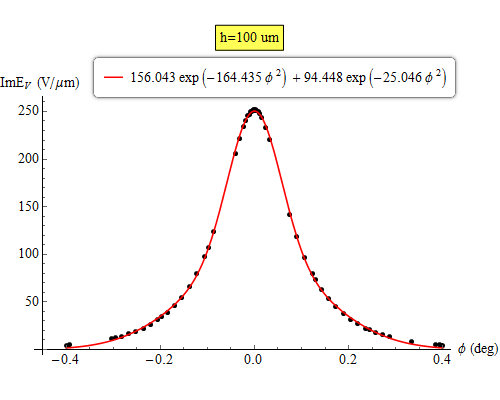 h=100 um
156.043 exp(−164.435 ϕ²) + 94.448 exp(−25.046 ϕ²)
ImE_V (V/μm)
250
200
150
100
50
−0.4 −0.2 0.0 0.2 0.4 ϕ (deg)